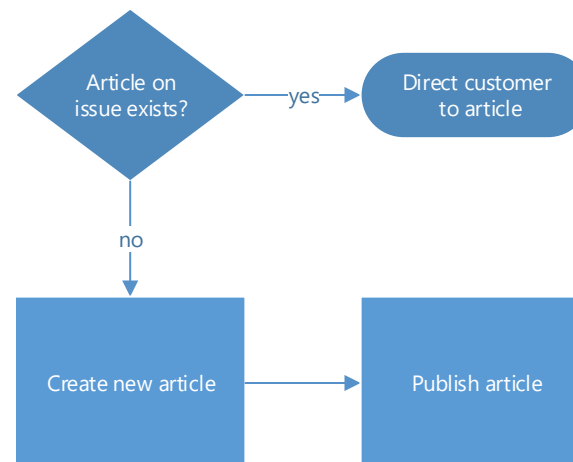 Article on
issue exists?
yes
Direct customer
to article
no
Create new article
Publish article